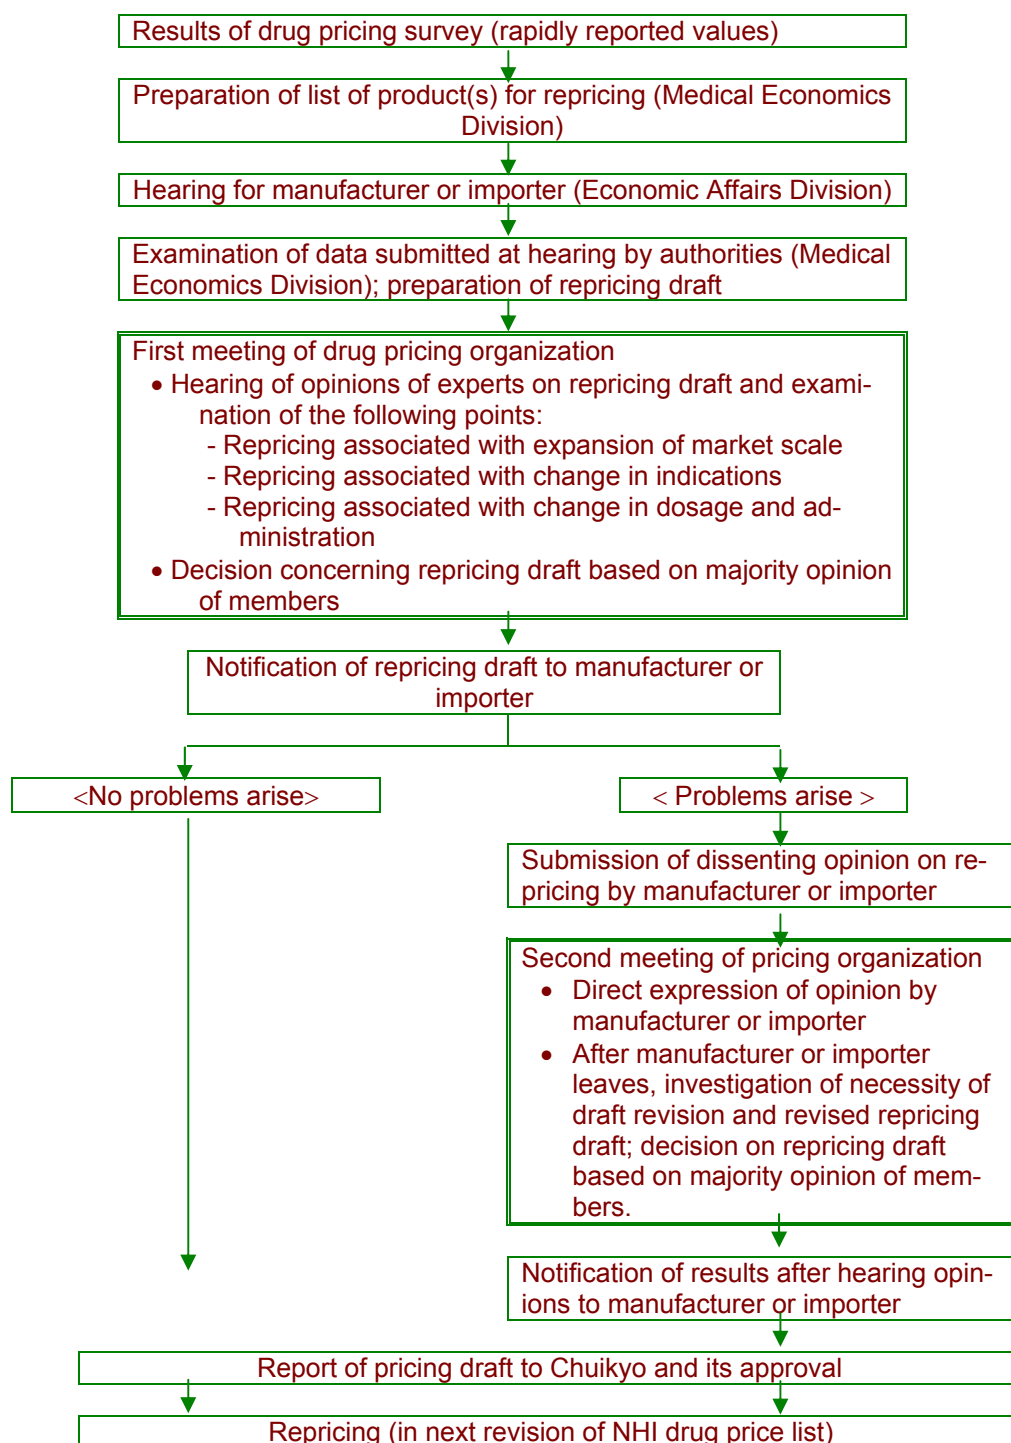 Results of drug pricing survey (rapidly reported values)
Preparation of list of product(s) for repricing (Medical Economics
Division)
Hearing for manufacturer or importer (Economic Affairs Division)
Examination of data submitted at hearing by authorities (Medical
Economics Division); preparation of repricing draft
First meeting of drug pricing organization
• Hearing of opinions of experts on repricing draft and exami-
nation of the following points:
- Repricing associated with expansion of market scale
- Repricing associated with change in indications
- Repricing associated with change in dosage and ad-
ministration
• Decision concerning repricing draft based on majority opinion
of members
Notification of repricing draft to manufacturer or
importer
<No problems arise>
< Problems arise >
Submission of dissenting opinion on re-
pricing by manufacturer or importer
Second meeting of pricing organization
• Direct expression of opinion by
manufacturer or importer
• After manufacturer or importer
leaves, investigation of necessity of
draft revision and revised repricing
draft; decision on repricing draft
based on majority opinion of mem-
bers.
Notification of results after hearing opin-
ions to manufacturer or importer
Report of pricing draft to Chuikyo and its approval
Repricing (in next revision of NHI drug price list)